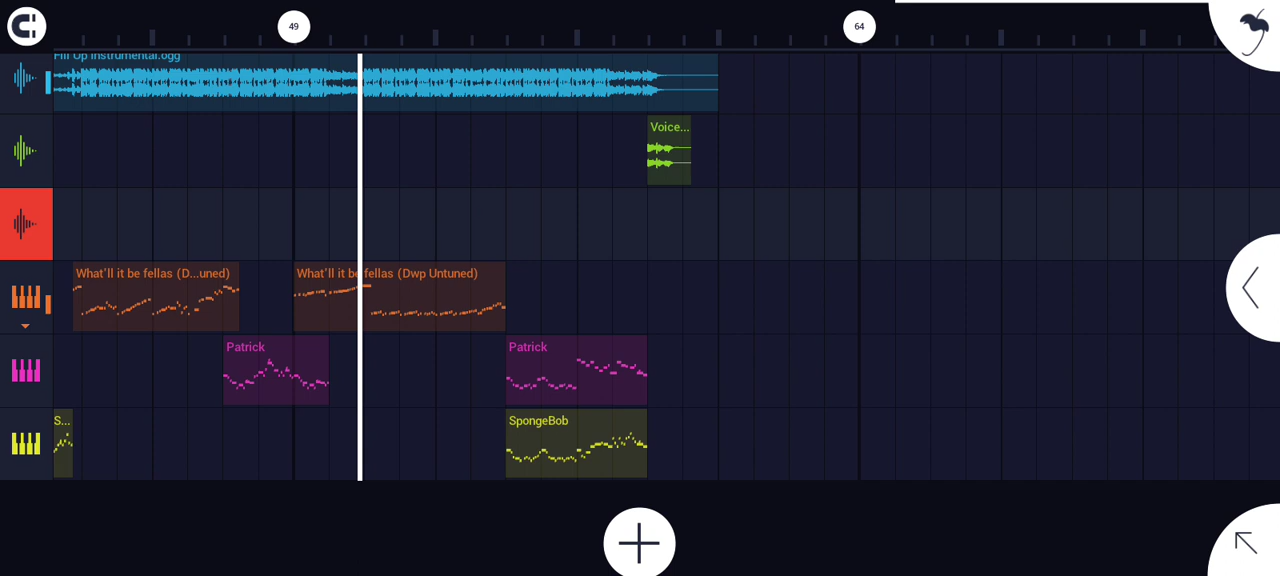 49
64
Fill Up Instrumental.ogg
Voice...
What'll it be fellas (D...uned)
What'll it be fellas (Dwp Untuned)
Patrick
Patrick
S...
SpongeBob